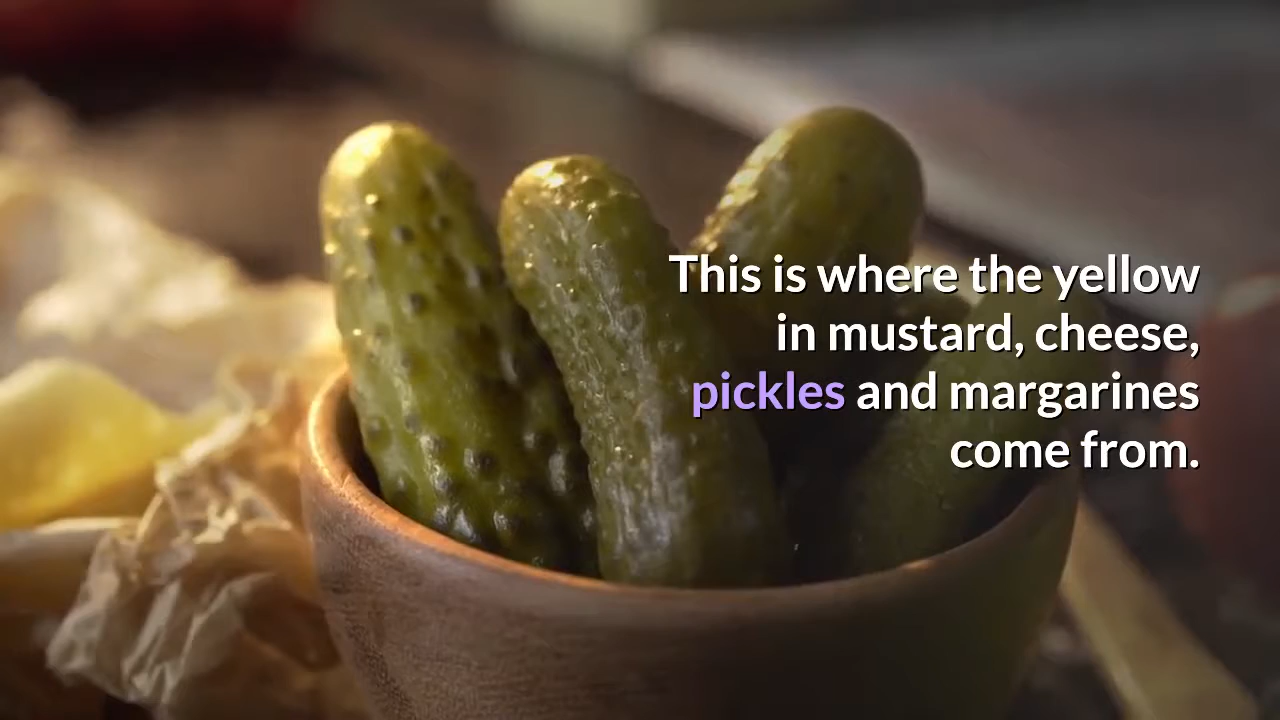 This is where the yellow
in mustard, cheese,
pickles and margarines
come from.